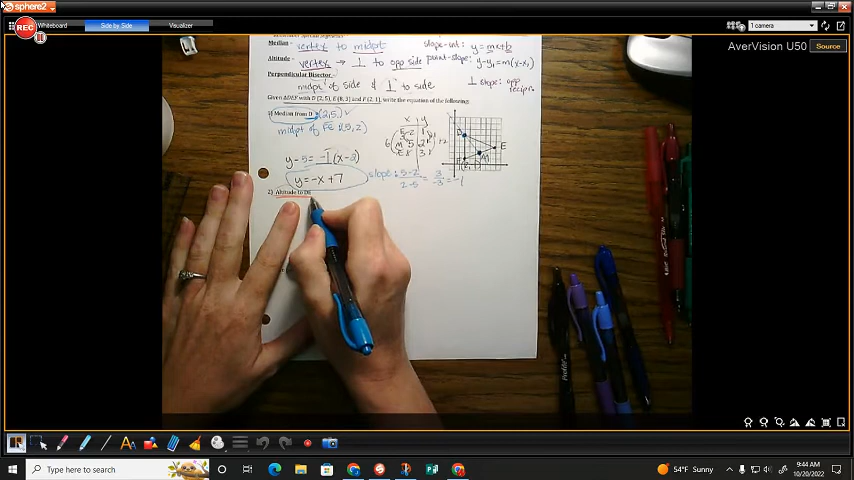 sphere2
REC
Whiteboard
Side by Side
Visualizer
1 camera
AverVision U50
Source
Median - vertex to midpt
slope-int: y = mx+b
Altitude - vertex → ⊥ to opp side
point-slope: y-y₁=m(x-x₁)
Perpendicular Bisector -
midpt of side & ⊥ to side
⊥ slope: opp
recipr.
Given ΔDEF with D (2, 5), E (8, 3) and F (2, 1), write the equation of the following:
1) Median from D (2,5)
midpt of FE: (5,2)
x y
D
E
M
y-5 = -1(x-2)
y=-x+7
slope: 5-2 / 2-5 = 3 / -3 = -1
2) Altitude to DE
Type here to search
54°F Sunny
9:44 AM
10/20/2022